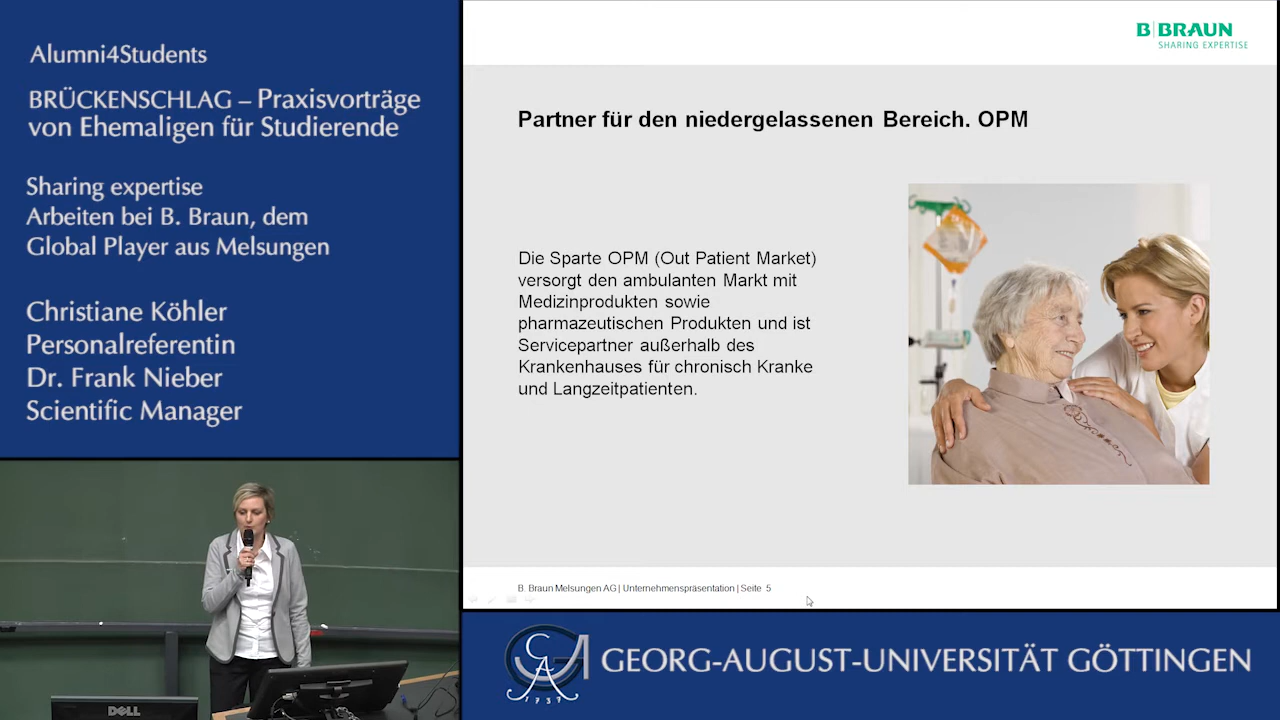 Alumni4Students
BRÜCKENSCHLAG – Praxisvorträge
von Ehemaligen für Studierende
Sharing expertise
Arbeiten bei B. Braun, dem
Global Player aus Melsungen
Christiane Köhler
Personalreferentin
Dr. Frank Nieber
Scientific Manager
DELL
B BRAUN
SHARING EXPERTISE
Partner für den niedergelassenen Bereich. OPM
Die Sparte OPM (Out Patient Market)
versorgt den ambulanten Markt mit
Medizinprodukten sowie
pharmazeutischen Produkten und ist
Servicepartner außerhalb des
Krankenhauses für chronisch Kranke
und Langzeitpatienten.
B. Braun Melsungen AG | Unternehmenspräsentation | Seite 5
GAU
1737
GEORG-AUGUST-UNIVERSITÄT GÖTTINGEN